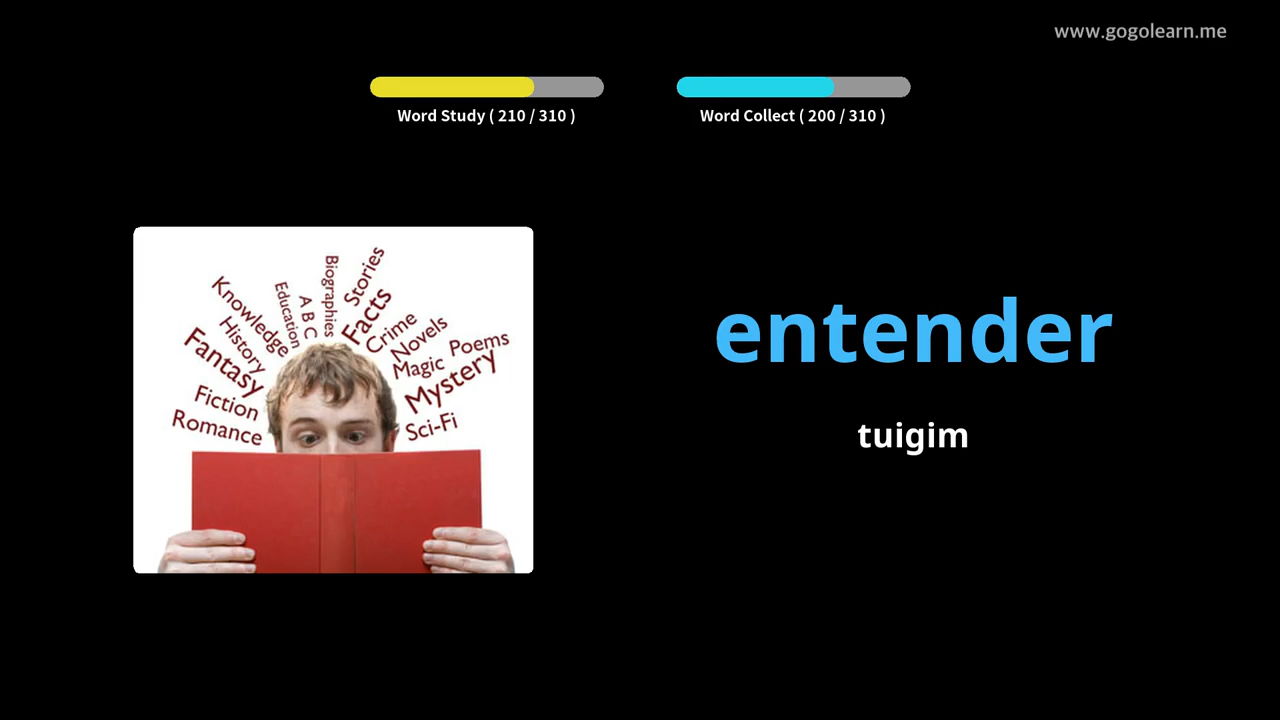 www.gogolearn.me
Word Study ( 210 / 310 )
Word Collect ( 200 / 310 )
Biographies
Stories
Education
A B C
Facts
Knowledge
Crime
History
Novels
Fantasy
Magic
Poems
Mystery
Fiction
Romance
Sci-Fi
entender
tuigim